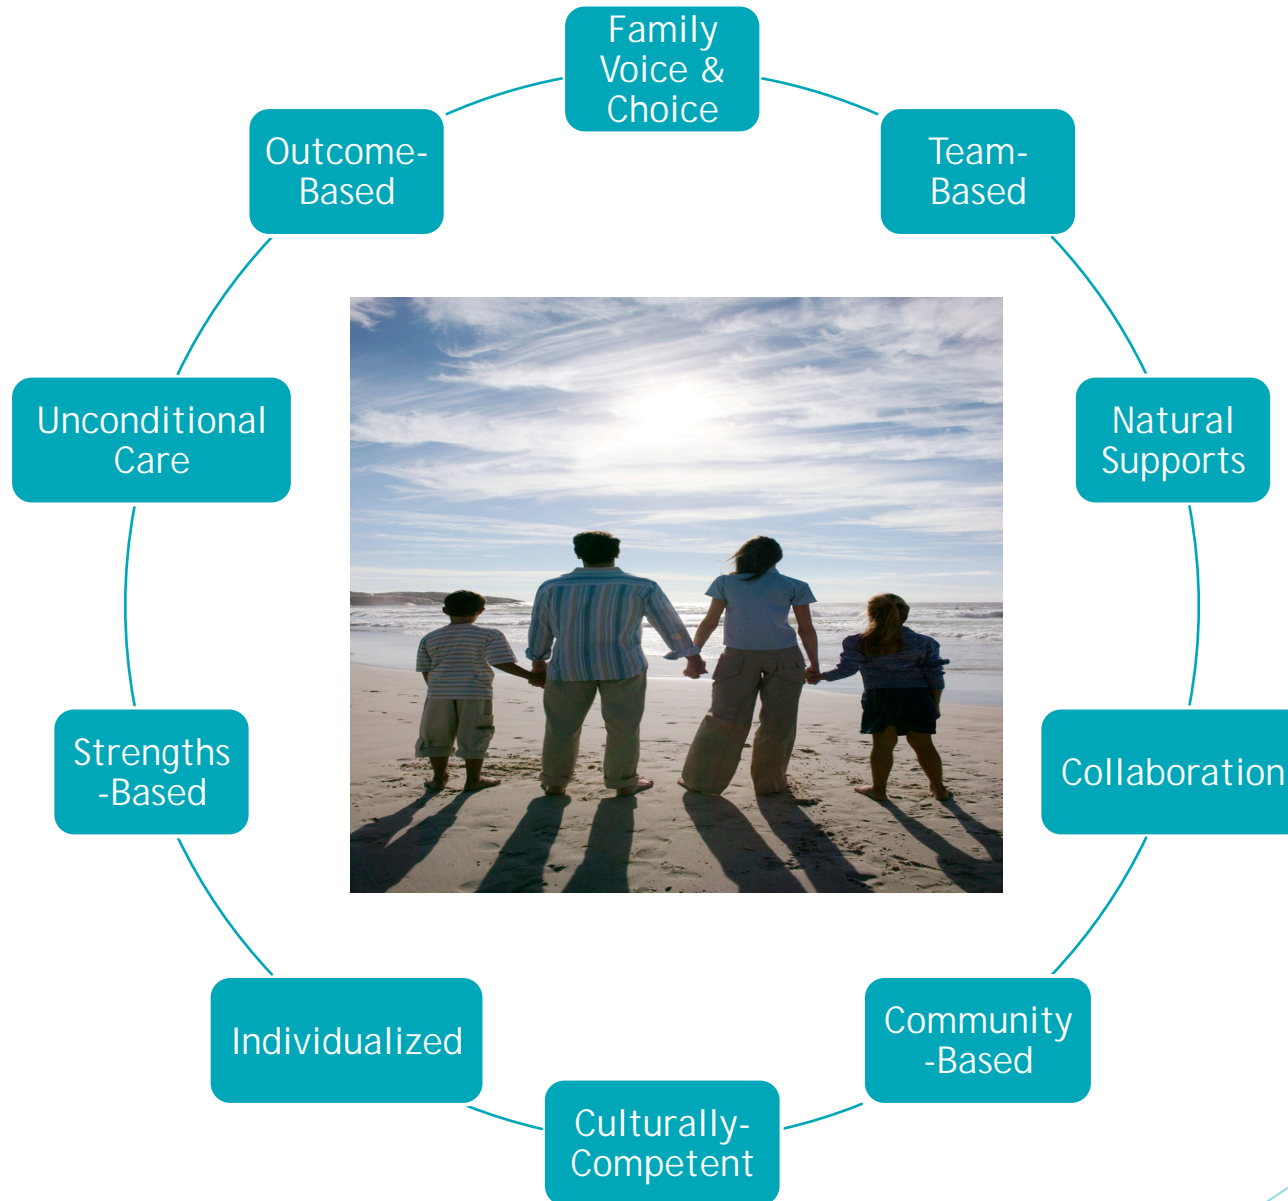 Family
Voice &
Choice
Team-
Based
Natural
Supports
Collaboration
Community
-Based
Culturally-
Competent
Individualized
Strengths
-Based
Unconditional
Care
Outcome-
Based